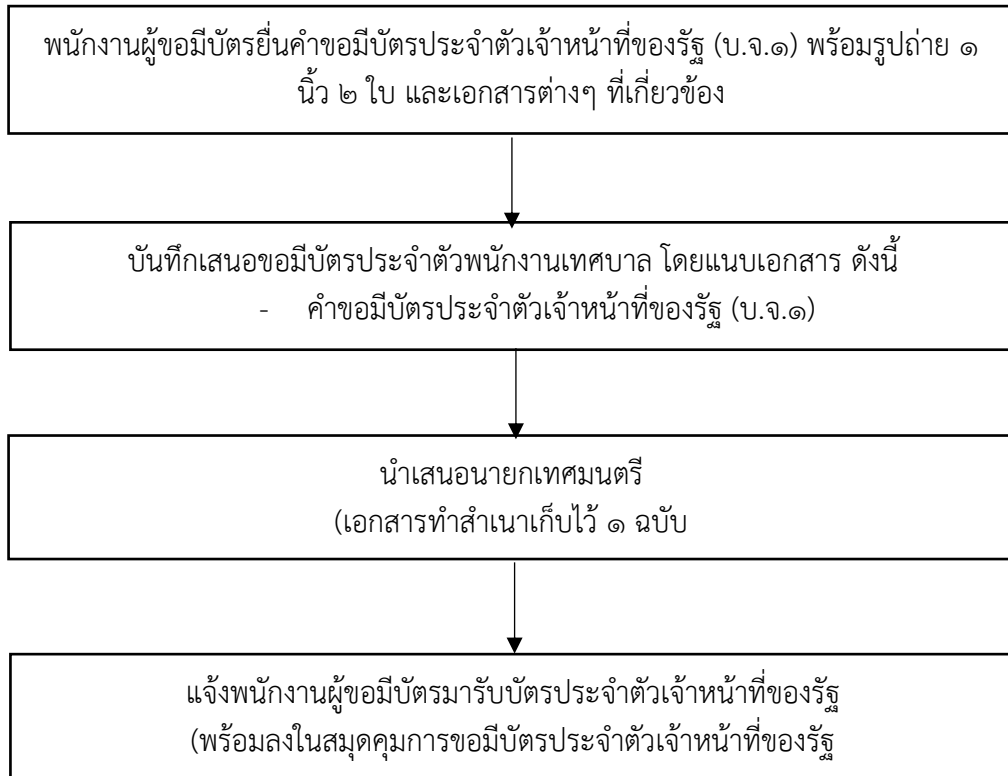 พนักงานผู้ขอมีบัตรยื่นคำขอมีบัตรประจำตัวเจ้าหน้าที่ของรัฐ (บ.จ.๑) พร้อมรูปถ่าย ๑
นิ้ว ๒ ใบ และเอกสารต่างๆ ที่เกี่ยวข้อง
บันทึกเสนอขอมีบัตรประจำตัวพนักงานเทศบาล โดยแนบเอกสาร ดังนี้
- คำขอมีบัตรประจำตัวเจ้าหน้าที่ของรัฐ (บ.จ.๑)
นำเสนอนายกเทศมนตรี
(เอกสารทำสำเนาเก็บไว้ ๑ ฉบับ
แจ้งพนักงานผู้ขอมีบัตรมารับบัตรประจำตัวเจ้าหน้าที่ของรัฐ
(พร้อมลงในสมุดคุมการขอมีบัตรประจำตัวเจ้าหน้าที่ของรัฐ